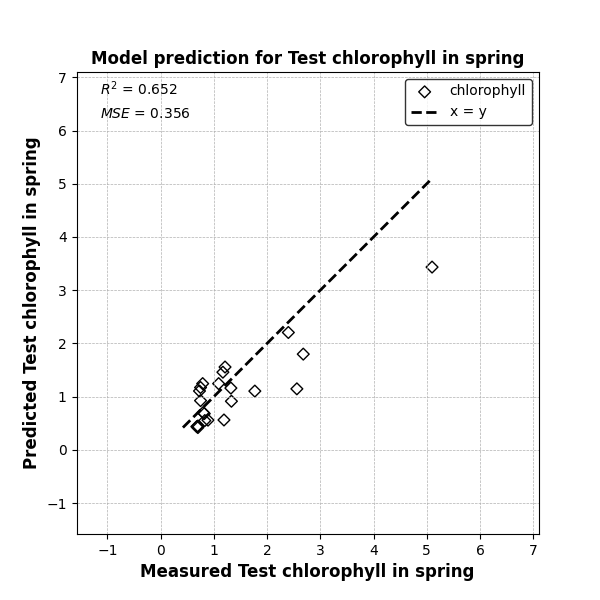 Model prediction for Test chlorophyll in spring
R² = 0.652
MSE = 0.356
chlorophyll
x = y
7
6
5
4
3
2
1
0
−1
Predicted Test chlorophyll in spring
−1 0 1 2 3 4 5 6 7
Measured Test chlorophyll in spring